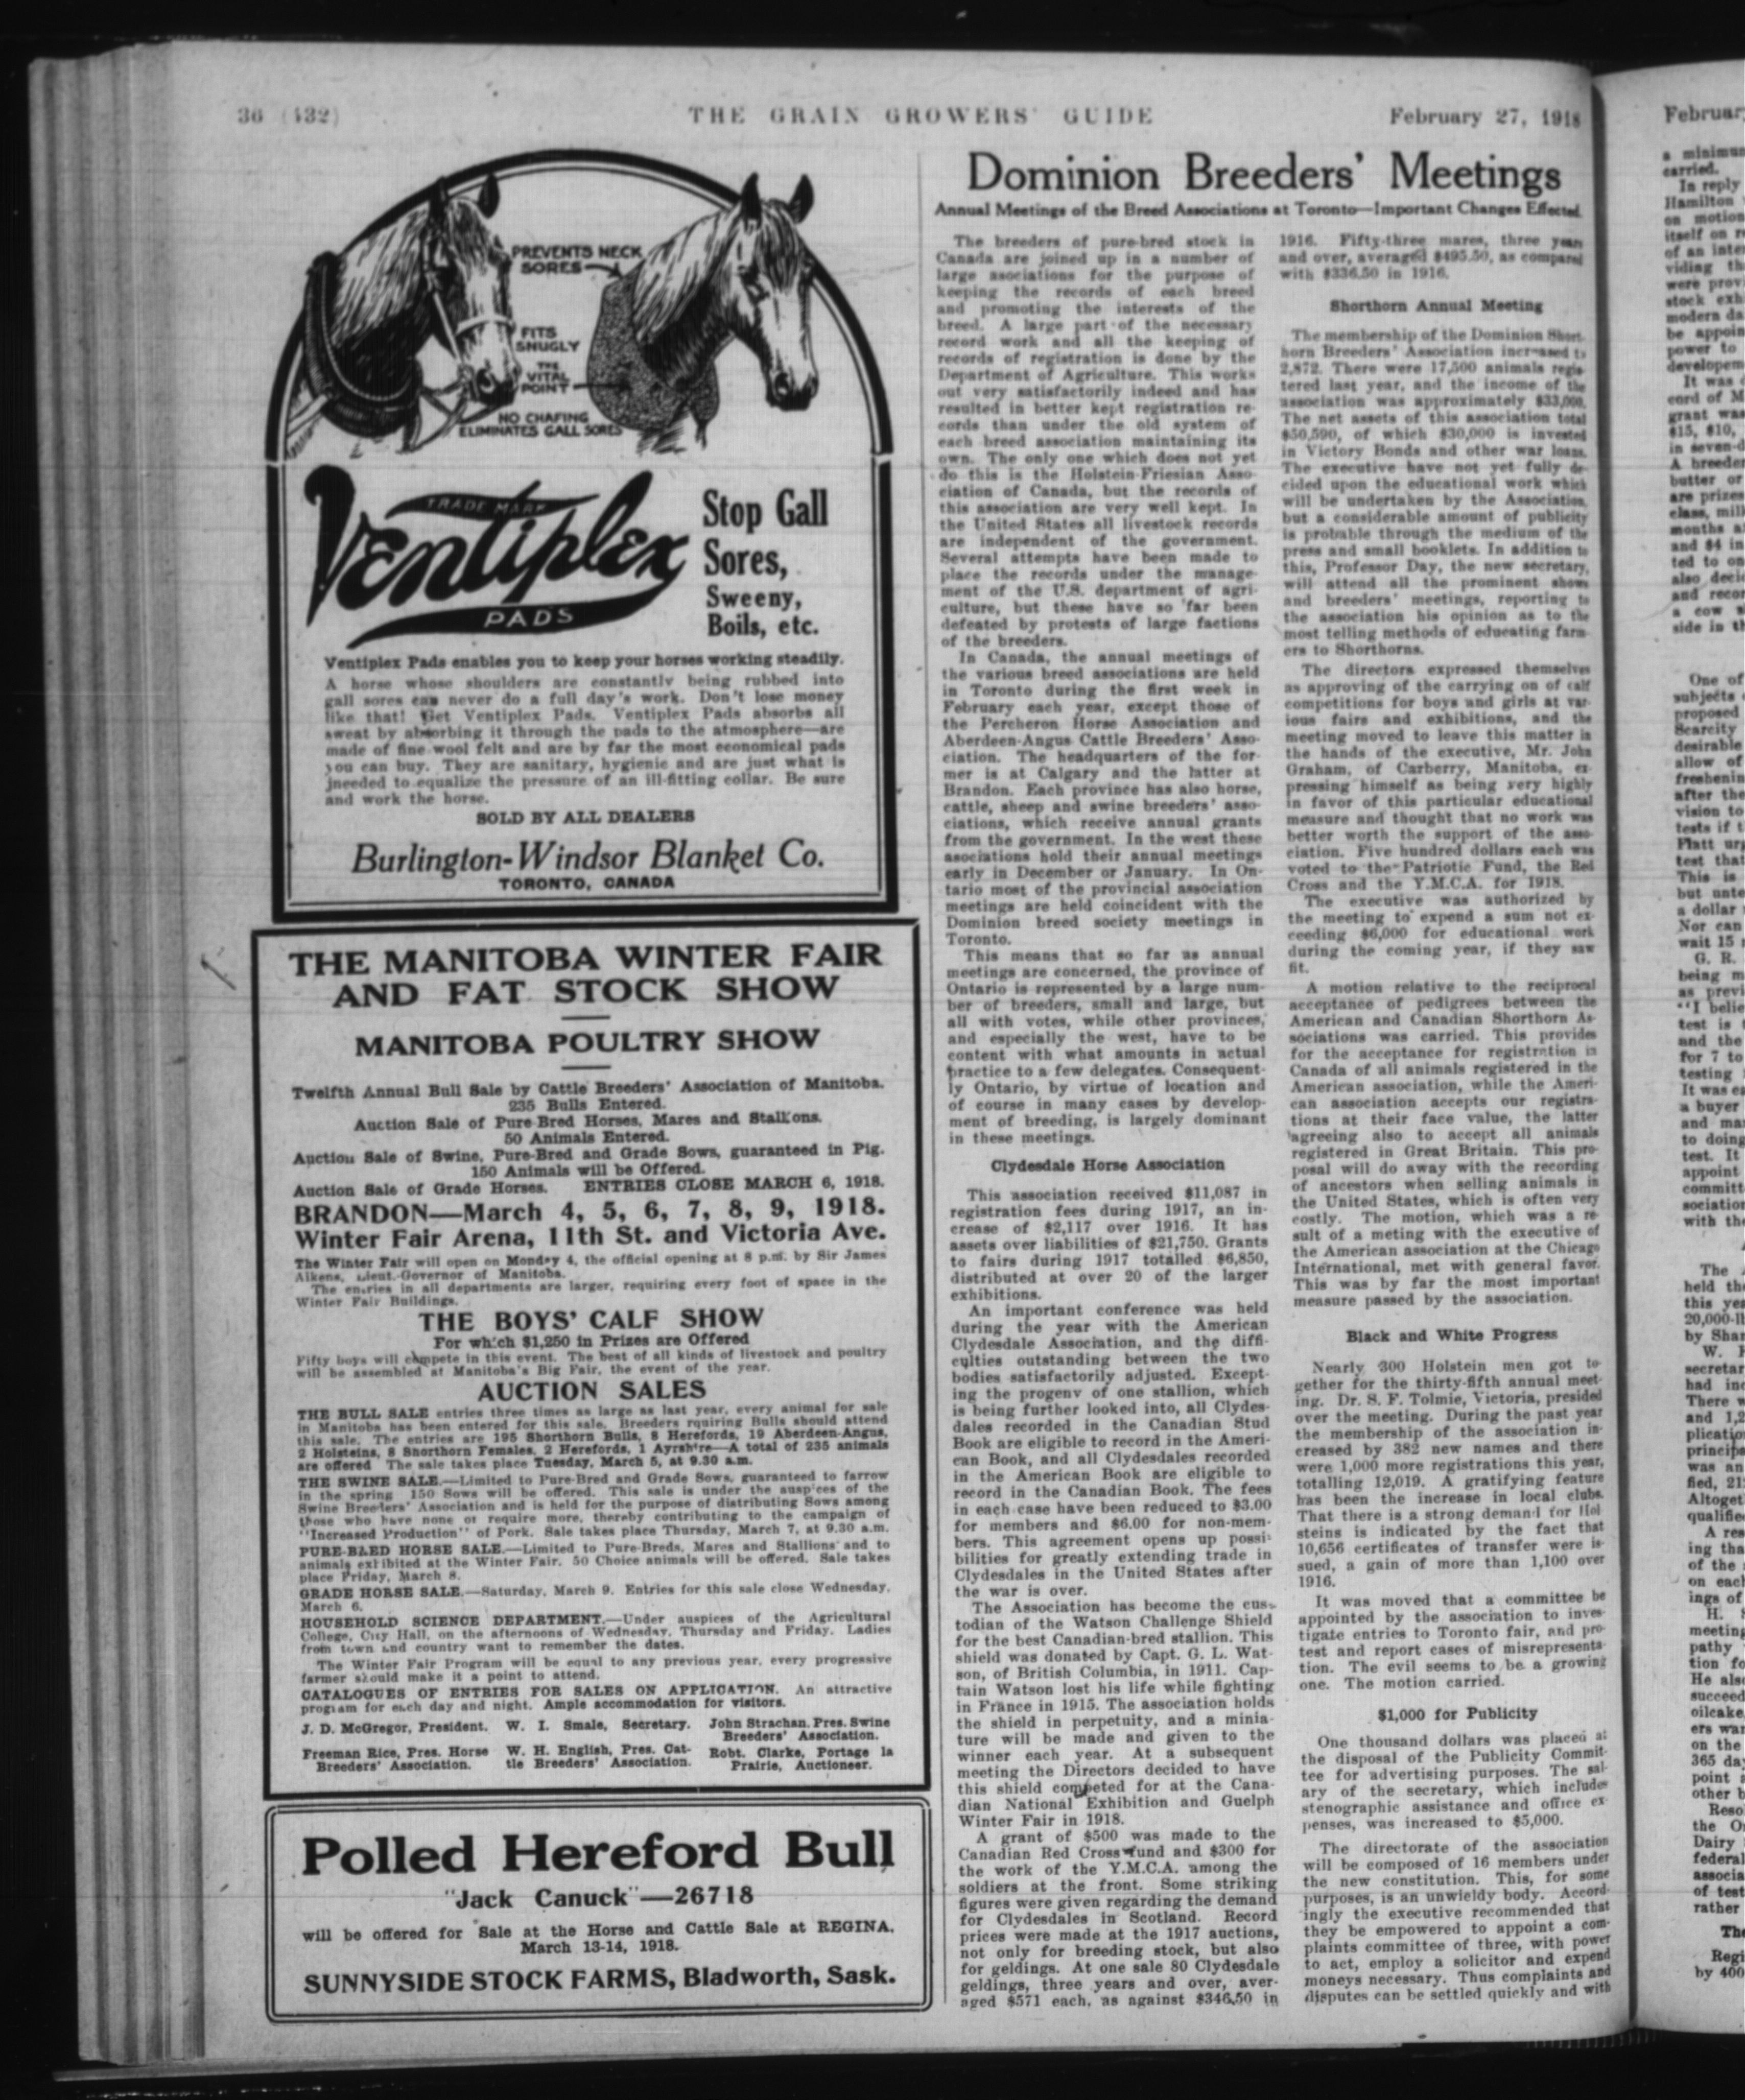 36 (432)
THE GRAIN GROWERS' GUIDE
February 27, 1918
PREVENTS NECK
SORES
FITS
SNUGLY
THE
VITAL
POINT
NO CHAFING
ELIMINATES GALL SORES
TRADE MARK
Ventiplex
PADS
Stop Gall
Sores,
Sweeny,
Boils, etc.
Ventiplex Pads enables you to keep your horses working steadily.
A horse whose shoulders are constantly being rubbed into
gall sores can never do a full day's work. Don't lose money
like that! Get Ventiplex Pads. Ventiplex Pads absorbs all
sweat by absorbing it through the pads to the atmosphere—are
made of fine wool felt and are by far the most economical pads
you can buy. They are sanitary, hygienic and are just what is
jneeded to equalize the pressure of an ill-fitting collar. Be sure
and work the horse.
SOLD BY ALL DEALERS
Burlington-Windsor Blanket Co.
TORONTO, CANADA
THE MANITOBA WINTER FAIR
AND FAT STOCK SHOW
MANITOBA POULTRY SHOW
Twelfth Annual Bull Sale by Cattle Breeders' Association of Manitoba.
235 Bulls Entered.
Auction Sale of Pure-Bred Horses, Mares and Stallions.
50 Animals Entered.
Auction Sale of Swine, Pure-Bred and Grade Sows, guaranteed in Pig.
150 Animals will be Offered.
Auction Sale of Grade Horses. ENTRIES CLOSE MARCH 6, 1918.
BRANDON—March 4, 5, 6, 7, 8, 9, 1918.
Winter Fair Arena, 11th St. and Victoria Ave.
The Winter Fair will open on Monday 4, the official opening at 8 p.m. by Sir James
Aikens, Lieut.-Governor of Manitoba.
The entries in all departments are larger, requiring every foot of space in the
Winter Fair Buildings.
THE BOYS' CALF SHOW
For which $1,250 in Prizes are Offered
Fifty boys will compete in this event. The best of all kinds of livestock and poultry
will be assembled at Manitoba's Big Fair, the event of the year.
AUCTION SALES
THE BULL SALE entries three times as large as last year, every animal for sale
in Manitoba has been entered for this sale. Breeders rquiring Bulls should attend
this sale. The entries are 195 Shorthorn Bulls, 8 Herefords, 19 Aberdeen-Angus,
2 Holsteins, 8 Shorthorn Females, 2 Herefords, 1 Ayrshire—A total of 235 animals
are offered The sale takes place Tuesday, March 5, at 9.30 a.m.
THE SWINE SALE.—Limited to Pure-Bred and Grade Sows, guaranteed to farrow
in the spring 150 Sows will be offered. This sale is under the auspices of the
Swine Breeders' Association and is held for the purpose of distributing Sows among
those who have none or require more, thereby contributing to the campaign of
"Increased Production" of Pork. Sale takes place Thursday, March 7, at 9.30 a.m.
PURE-BRED HORSE SALE.—Limited to Pure-Breds, Mares and Stallions and to
animals exhibited at the Winter Fair. 50 Choice animals will be offered. Sale takes
place Friday, March 8.
GRADE HORSE SALE.—Saturday, March 9. Entries for this sale close Wednesday,
March 6.
HOUSEHOLD SCIENCE DEPARTMENT.—Under auspices of the Agricultural
College, City Hall, on the afternoons of Wednesday, Thursday and Friday. Ladies
from town and country want to remember the dates.
The Winter Fair Program will be equal to any previous year, every progressive
farmer should make it a point to attend.
CATALOGUES OF ENTRIES FOR SALES ON APPLICATION. An attractive
program for each day and night. Ample accommodation for visitors.
J. D. McGregor, President. W. I. Smale, Secretary. John Strachan, Pres. Swine
Breeders' Association.
Freeman Rice, Pres. Horse W. H. English, Pres. Cat- Robt. Clarke, Portage la
Breeders' Association. tle Breeders' Association. Prairie, Auctioneer.
Polled Hereford Bull
"Jack Canuck"—26718
will be offered for Sale at the Horse and Cattle Sale at REGINA,
March 13-14, 1918.
SUNNYSIDE STOCK FARMS, Bladworth, Sask.
Dominion Breeders' Meetings
Annual Meetings of the Breed Associations at Toronto—Important Changes Effected
The breeders of pure-bred stock in
Canada are joined up in a number of
large asociations for the purpose of
keeping the records of each breed
and promoting the interests of the
breed. A large part of the necessary
record work and all the keeping of
records of registration is done by the
Department of Agriculture. This works
out very satisfactorily indeed and has
resulted in better kept registration re-
cords than under the old system of
each breed association maintaining its
own. The only one which does not yet
do this is the Holstein-Friesian Asso-
ciation of Canada, but the records of
this association are very well kept. In
the United States all livestock records
are independent of the government.
Several attempts have been made to
place the records under the manage-
ment of the U.S. department of agri-
culture, but these have so far been
defeated by protests of large factions
of the breeders.
In Canada, the annual meetings of
the various breed associations are held
in Toronto during the first week in
February each year, except those of
the Percheron Horse Association and
Aberdeen-Angus Cattle Breeders' Asso-
ciation. The headquarters of the for-
mer is at Calgary and the latter at
Brandon. Each province has also horse,
cattle, sheep and swine breeders' asso-
ciations, which receive annual grants
from the government. In the west these
asociations hold their annual meetings
early in December or January. In On-
tario most of the provincial association
meetings are held coincident with the
Dominion breed society meetings in
Toronto.
This means that so far as annual
meetings are concerned, the province of
Ontario is represented by a large num-
ber of breeders, small and large, but
all with votes, while other provinces,
and especially the west, have to be
content with what amounts in actual
practice to a few delegates. Consequent-
ly Ontario, by virtue of location and
of course in many cases by develop-
ment of breeding, is largely dominant
in these meetings.
Clydesdale Horse Association
This association received $11,087 in
registration fees during 1917, an in-
crease of $2,117 over 1916. It has
assets over liabilities of $21,750. Grants
to fairs during 1917 totalled $6,850,
distributed at over 20 of the larger
exhibitions.
An important conference was held
during the year with the American
Clydesdale Association, and the diffi-
culties outstanding between the two
bodies satisfactorily adjusted. Except-
ing the progeny of one stallion, which
is being further looked into, all Clydes-
dales recorded in the Canadian Stud
Book are eligible to record in the Ameri-
can Book, and all Clydesdales recorded
in the American Book are eligible to
record in the Canadian Book. The fees
in each case have been reduced to $3.00
for members and $6.00 for non-mem-
bers. This agreement opens up possi-
bilities for greatly extending trade in
Clydesdales in the United States after
the war is over.
The Association has become the cus-
todian of the Watson Challenge Shield
for the best Canadian-bred stallion. This
shield was donated by Capt. G. L. Wat-
son, of British Columbia, in 1911. Cap-
tain Watson lost his life while fighting
in France in 1915. The association holds
the shield in perpetuity, and a minia-
ture will be made and given to the
winner each year. At a subsequent
meeting the Directors decided to have
this shield competed for at the Cana-
dian National Exhibition and Guelph
Winter Fair in 1918.
A grant of $500 was made to the
Canadian Red Cross fund and $300 for
the work of the Y.M.C.A. among the
soldiers at the front. Some striking
figures were given regarding the demand
for Clydesdales in Scotland. Record
prices were made at the 1917 auctions,
not only for breeding stock, but also
for geldings. At one sale 80 Clydesdale
geldings, three years and over, aver-
aged $571 each, as against $346.50 in
1916. Fifty-three mares, three years
and over, averaged $495.50, as compared
with $336.50 in 1916.
Shorthorn Annual Meeting
The membership of the Dominion Short-
horn Breeders' Association increased to
2,872. There were 17,500 animals regis-
tered last year, and the income of the
association was approximately $33,000.
The net assets of this association total
$50,590, of which $30,000 is invested
in Victory Bonds and other war loans.
The executive have not yet fully de-
cided upon the educational work which
will be undertaken by the Association,
but a considerable amount of publicity
is probable through the medium of the
press and small booklets. In addition to
this, Professor Day, the new secretary,
will attend all the prominent shows
and breeders' meetings, reporting to
the association his opinion as to the
most telling methods of educating farm-
ers to Shorthorns.
The directors expressed themselves
as approving of the carrying on of calf
competitions for boys and girls at var-
ious fairs and exhibitions, and the
meeting moved to leave this matter in
the hands of the executive, Mr. John
Graham, of Carberry, Manitoba, ex-
pressing himself as being very highly
in favor of this particular educational
measure and thought that no work was
better worth the support of the asso-
ciation. Five hundred dollars each was
voted to the Patriotic Fund, the Red
Cross and the Y.M.C.A. for 1918.
The executive was authorized by
the meeting to expend a sum not ex-
ceeding $6,000 for educational work
during the coming year, if they saw
fit.
A motion relative to the reciprocal
acceptance of pedigrees between the
American and Canadian Shorthorn As-
sociations was carried. This provides
for the acceptance for registration in
Canada of all animals registered in the
American association, while the Ameri-
can association accepts our registra-
tions at their face value, the latter
agreeing also to accept all animals
registered in Great Britain. This pro-
posal will do away with the recording
of ancestors when selling animals in
the United States, which is often very
costly. The motion, which was a re-
sult of a meting with the executive of
the American association at the Chicago
International, met with general favor.
This was by far the most important
measure passed by the association.
Black and White Progress
Nearly 300 Holstein men got to-
gether for the thirty-fifth annual meet-
ing. Dr. S. F. Tolmie, Victoria, presided
over the meeting. During the past year
the membership of the association in-
creased by 382 new names and there
were 1,000 more registrations this year,
totalling 12,019. A gratifying feature
has been the increase in local clubs.
That there is a strong demand for Hol-
steins is indicated by the fact that
10,656 certificates of transfer were is-
sued, a gain of more than 1,100 over
1916.
It was moved that a committee be
appointed by the association to inves-
tigate entries to Toronto fair, and pro-
test and report cases of misrepresenta-
tion. The evil seems to be a growing
one. The motion carried.
$1,000 for Publicity
One thousand dollars was placed at
the disposal of the Publicity Commit-
tee for advertising purposes. The sal-
ary of the secretary, which includes
stenographic assistance and office ex-
penses, was increased to $5,000.
The directorate of the association
will be composed of 16 members under
the new constitution. This, for some
purposes, is an unwieldy body. Accord-
ingly the executive recommended that
they be empowered to appoint a com-
plaints committee of three, with power
to act, employ a solicitor and expend
moneys necessary. Thus complaints and
disputes can be settled quickly and with